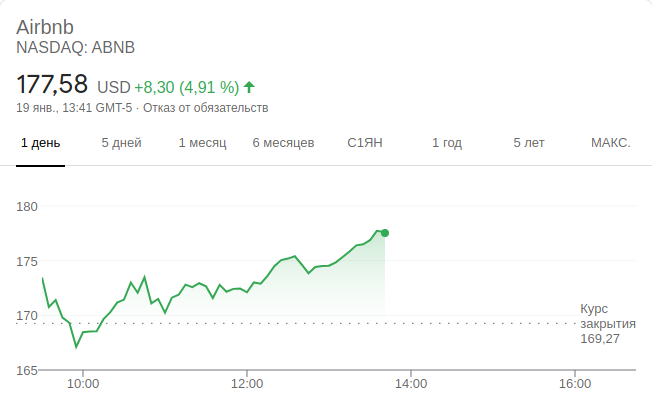 Airbnb
NASDAQ: ABNB
177,58 USD +8,30 (4,91 %)
19 янв., 13:41 GMT-5 · Отказ от обязательств
1 день 5 дней 1 месяц 6 месяцев С1ЯН 1 год 5 лет МАКС.
180
175
170
Курс
закрытия
169,27
165
10:00 12:00 14:00 16:00